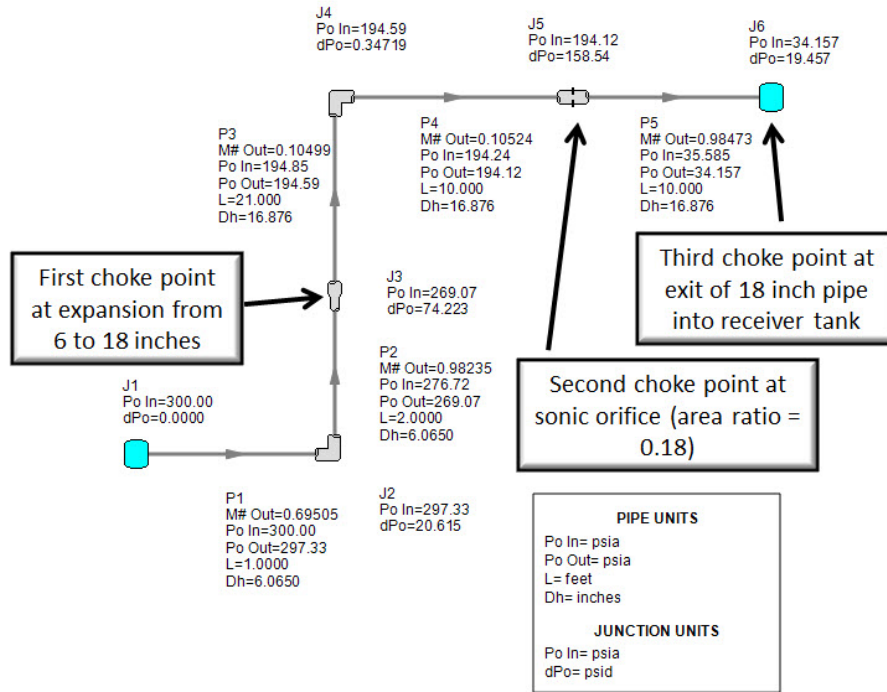 J4
Po In=194.59
dPo=0.34719
J5
Po In=194.12
dPo=158.54
J6
Po In=34.157
dPo=19.457
P3
M# Out=0.10499
Po In=194.85
Po Out=194.59
L=21.000
Dh=16.876
P4
M# Out=0.10524
Po In=194.24
Po Out=194.12
L=10.000
Dh=16.876
P5
M# Out=0.98473
Po In=35.585
Po Out=34.157
L=10.000
Dh=16.876
First choke point
at expansion from
6 to 18 inches
J3
Po In=269.07
dPo=74.223
Third choke point at
exit of 18 inch pipe
into receiver tank
P2
M# Out=0.98235
Po In=276.72
Po Out=269.07
L=2.0000
Dh=6.0650
Second choke point at
sonic orifice (area ratio =
0.18)
J1
Po In=300.00
dPo=0.0000
P1
M# Out=0.69505
Po In=300.00
Po Out=297.33
L=1.0000
Dh=6.0650
J2
Po In=297.33
dPo=20.615
PIPE UNITS
Po In= psia
Po Out= psia
L= feet
Dh= inches
JUNCTION UNITS
Po In= psia
dPo= psid